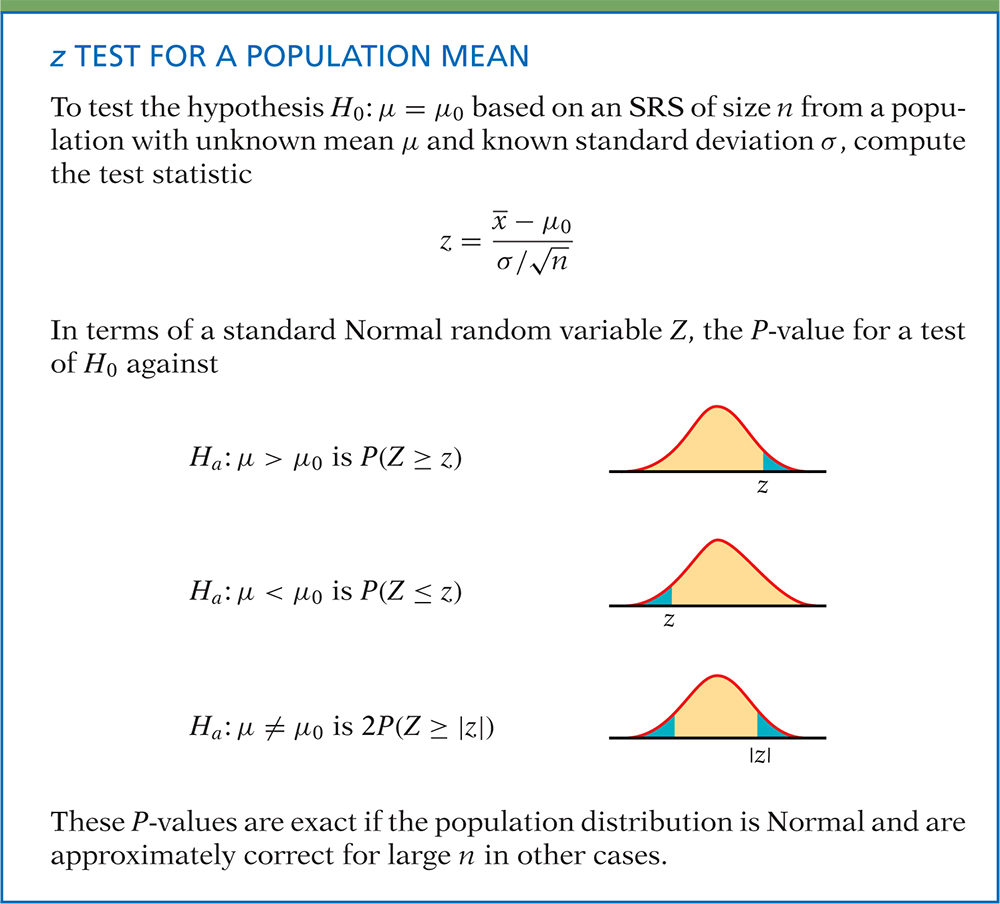 z TEST FOR A POPULATION MEAN
To test the hypothesis H₀: μ = μ₀ based on an SRS of size n from a popu-
lation with unknown mean μ and known standard deviation σ, compute
the test statistic
z = (x̅ − μ₀) / (σ/√n)
In terms of a standard Normal random variable Z, the P-value for a test
of H₀ against
Hₐ: μ > μ₀ is P(Z ≥ z)
z
Hₐ: μ < μ₀ is P(Z ≤ z)
z
Hₐ: μ ≠ μ₀ is 2P(Z ≥ |z|)
|z|
These P-values are exact if the population distribution is Normal and are
approximately correct for large n in other cases.